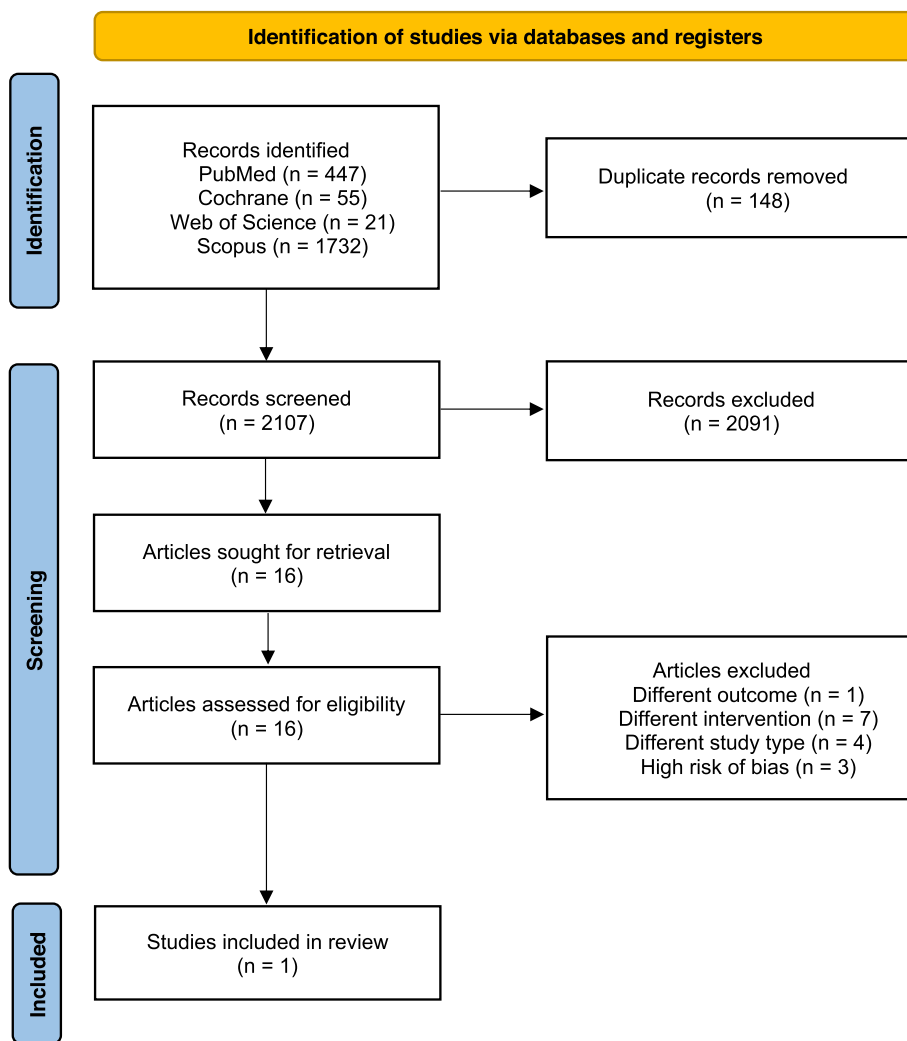 Identification of studies via databases and registers
Identification
Records identified
PubMed (n = 447)
Cochrane (n = 55)
Web of Science (n = 21)
Scopus (n = 1732)
Duplicate records removed
(n = 148)
Screening
Records screened
(n = 2107)
Records excluded
(n = 2091)
Articles sought for retrieval
(n = 16)
Articles assessed for eligibility
(n = 16)
Articles excluded
Different outcome (n = 1)
Different intervention (n = 7)
Different study type (n = 4)
High risk of bias (n = 3)
Included
Studies included in review
(n = 1)